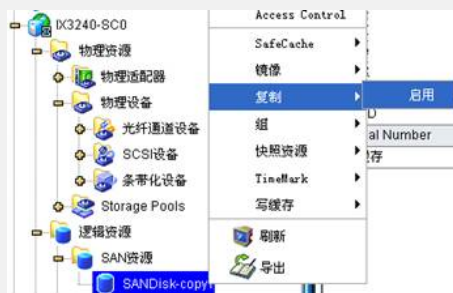 IX3240-SC0
物理资源
物理适配器
物理设备
光纤通道设备
SCSI设备
条带化设备
Storage Pools
逻辑资源
SAN资源
SANDisk-copy
Access Control
SafeCache
镜像
复制
组
快照资源
TimeMark
写缓存
刷新
导出
启用
D
al Number
存